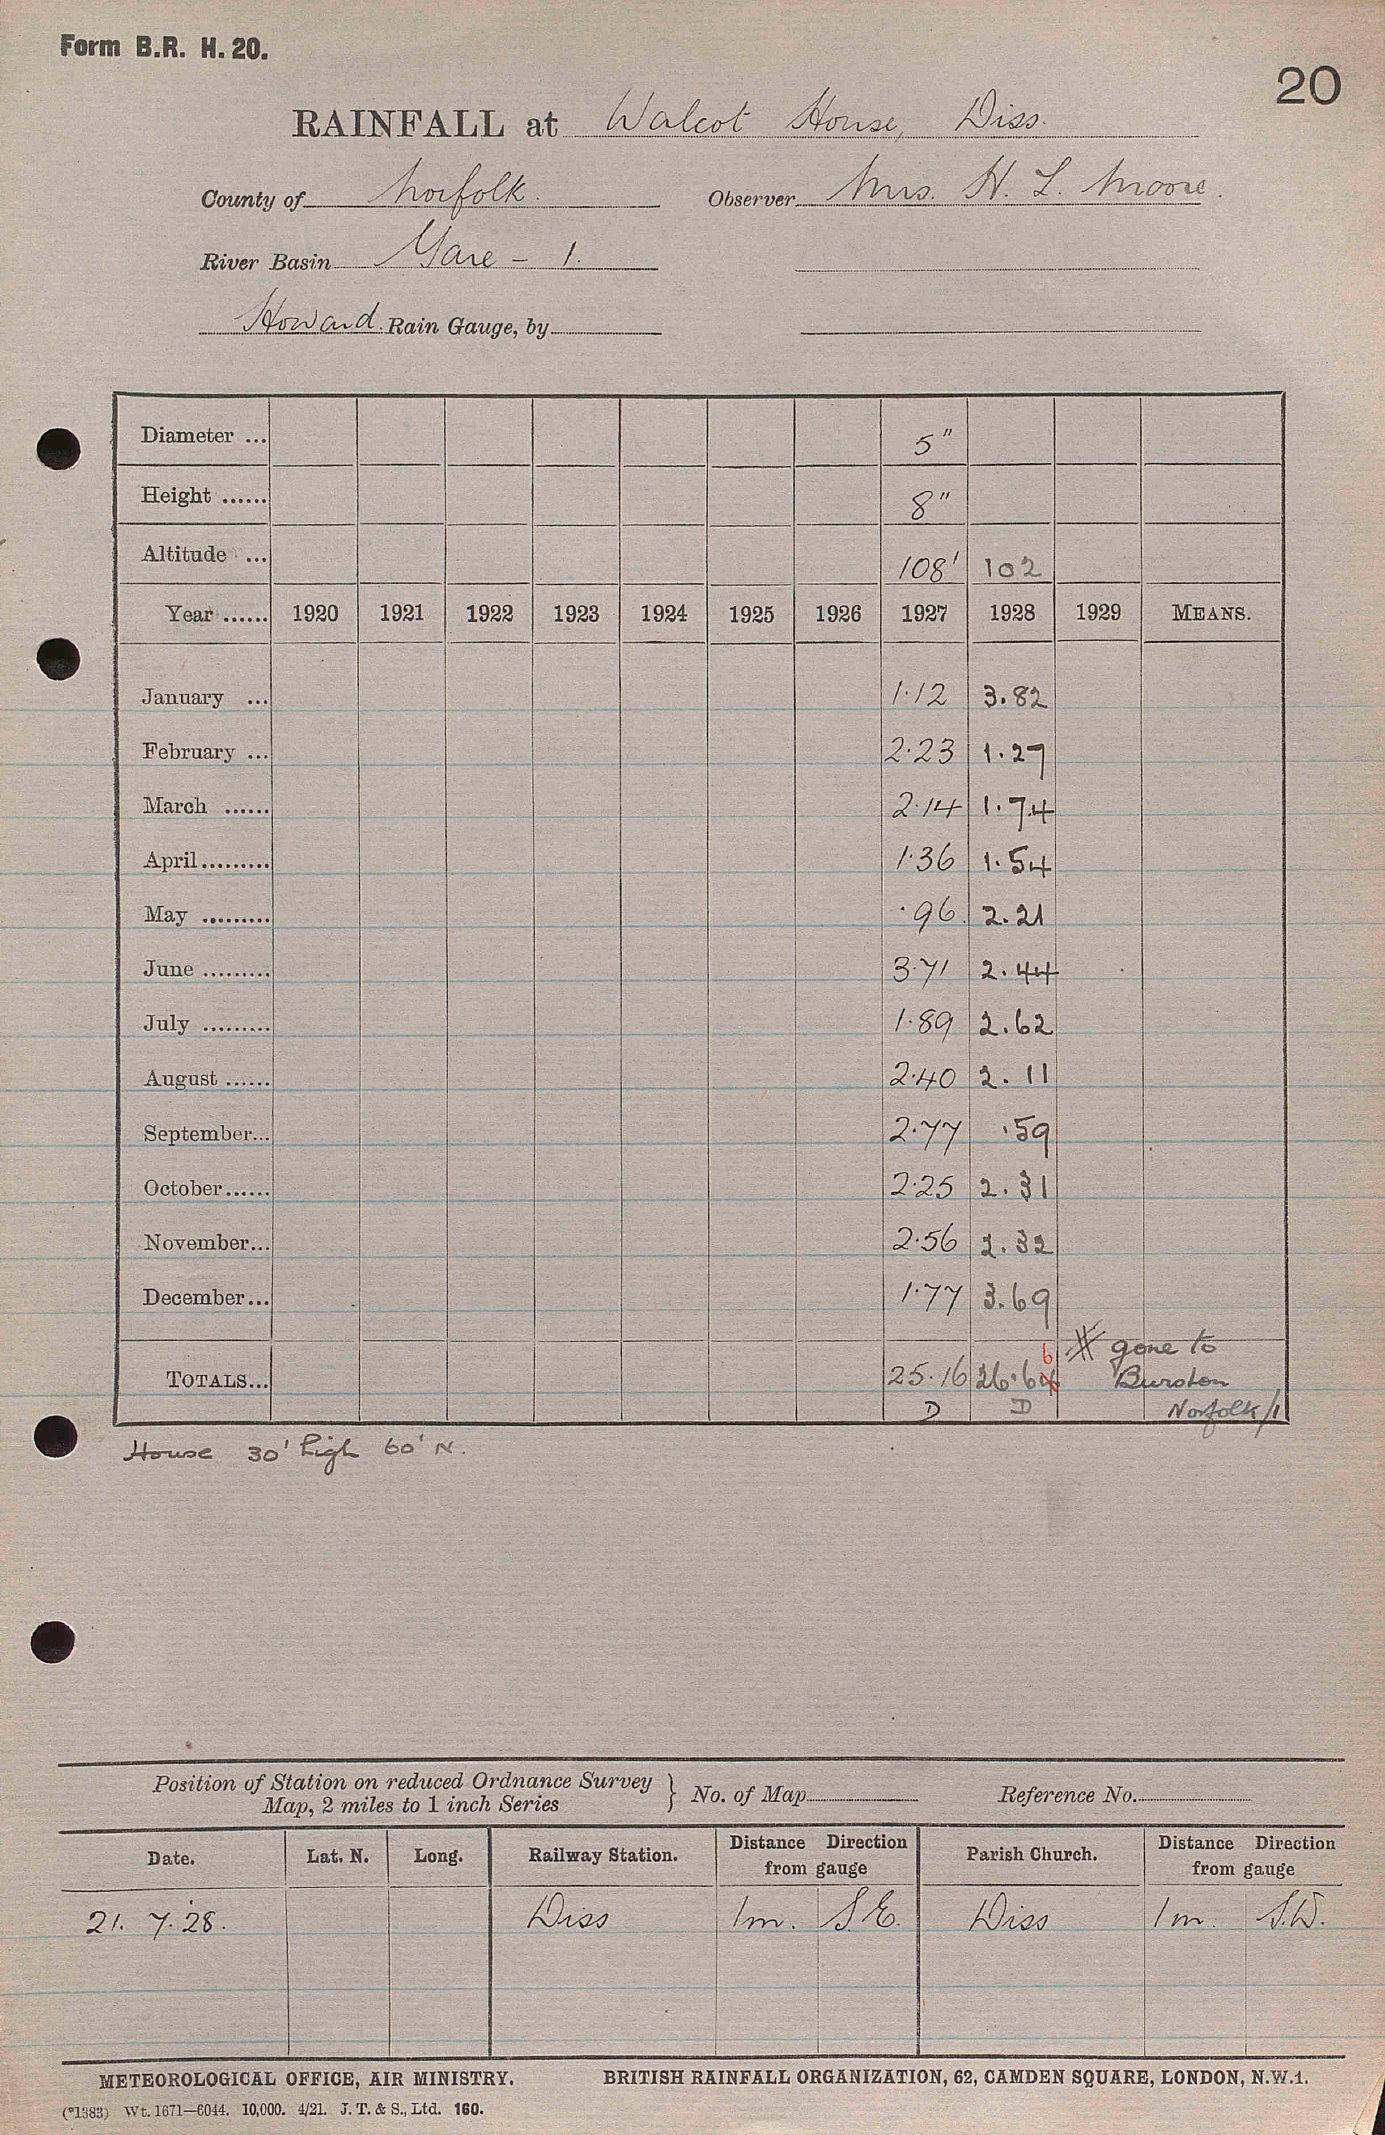 Form B.R. H. 20.
20
RAINFALL at Walcot House, Diss.
County of Norfolk. Observer Mrs. H. L. Moore.
River Basin Yare - 1.
Howard. Rain Gauge, by
Diameter ... 5"
Height ...... 8"
Altitude ... 108' 102
Year ...... 1920 1921 1922 1923 1924 1925 1926 1927 1928 1929 MEANS.
January ... 1.12 3.82
February ... 2.23 1.27
March ...... 2.14 1.74
April ......... 1.36 1.54
May ......... .96 2.21
June ......... 3.71 2.44
July ......... 1.89 2.62
August ...... 2.40 2.11
September... 2.77 .59
October...... 2.25 2.31
November... 2.56 2.32
December... 1.77 3.69
TOTALS... 25.16 26.64 6 gone to
Burston
D D Norfolk/1
House 30' high 60' N.
Position of Station on reduced Ordnance Survey
Map, 2 miles to 1 inch Series } No. of Map Reference No.
Date. Lat. N. Long. Railway Station. Distance Direction from gauge Parish Church. Distance Direction from gauge
21. 7. 28. Diss 1m. S.E. Diss 1m. S.W.
METEOROLOGICAL OFFICE, AIR MINISTRY. BRITISH RAINFALL ORGANIZATION, 62, CAMDEN SQUARE, LONDON, N.W.1.
(*1383) Wt. 1671—6044. 10,000. 4/21. J. T. & S., Ltd. 160.